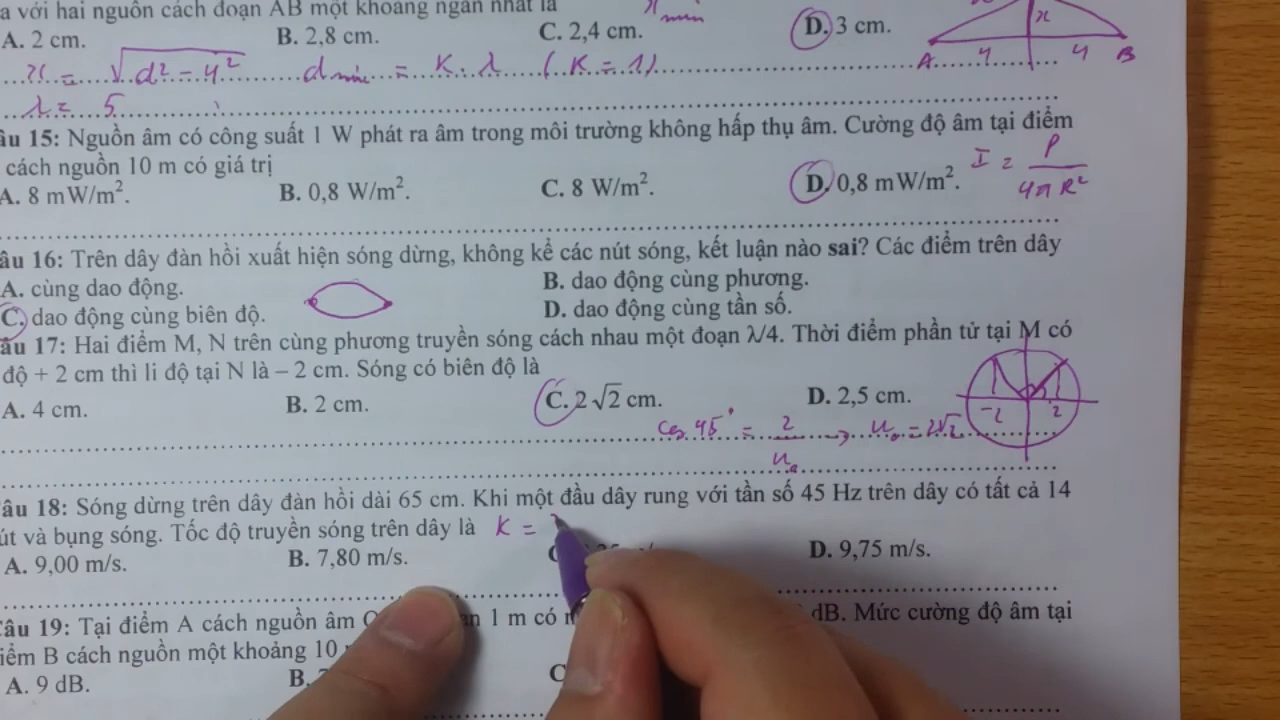 a với hai nguồn cách đoạn AB một khoảng ngắn nhất là
A. 2 cm. B. 2,8 cm. C. 2,4 cm. D. 3 cm.
x = √d² - 4² d min = K. λ (K = 1)
x min
x
A 4 4 B
λ = 5
âu 15: Nguồn âm có công suất 1 W phát ra âm trong môi trường không hấp thụ âm. Cường độ âm tại điểm
cách nguồn 10 m có giá trị
I = P / 4πR²
A. 8 mW/m². B. 0,8 W/m². C. 8 W/m². D. 0,8 mW/m².
âu 16: Trên dây đàn hồi xuất hiện sóng dừng, không kể các nút sóng, kết luận nào sai? Các điểm trên dây
A. cùng dao động. B. dao động cùng phương.
C. dao động cùng biên độ. D. dao động cùng tần số.
âu 17: Hai điểm M, N trên cùng phương truyền sóng cách nhau một đoạn λ/4. Thời điểm phần tử tại M có
độ + 2 cm thì li độ tại N là – 2 cm. Sóng có biên độ là
A. 4 cm. B. 2 cm. C. 2√2 cm. D. 2,5 cm.
-2 2
cos 45° = 2 / u₀ → u₀ = 2√2
âu 18: Sóng dừng trên dây đàn hồi dài 65 cm. Khi một đầu dây rung với tần số 45 Hz trên dây có tất cả 14
út và bụng sóng. Tốc độ truyền sóng trên dây là K =
A. 9,00 m/s. B. 7,80 m/s. D. 9,75 m/s.
Câu 19: Tại điểm A cách nguồn âm 1 m có dB. Mức cường độ âm tại
iểm B cách nguồn một khoảng 10
A. 9 dB. B. C